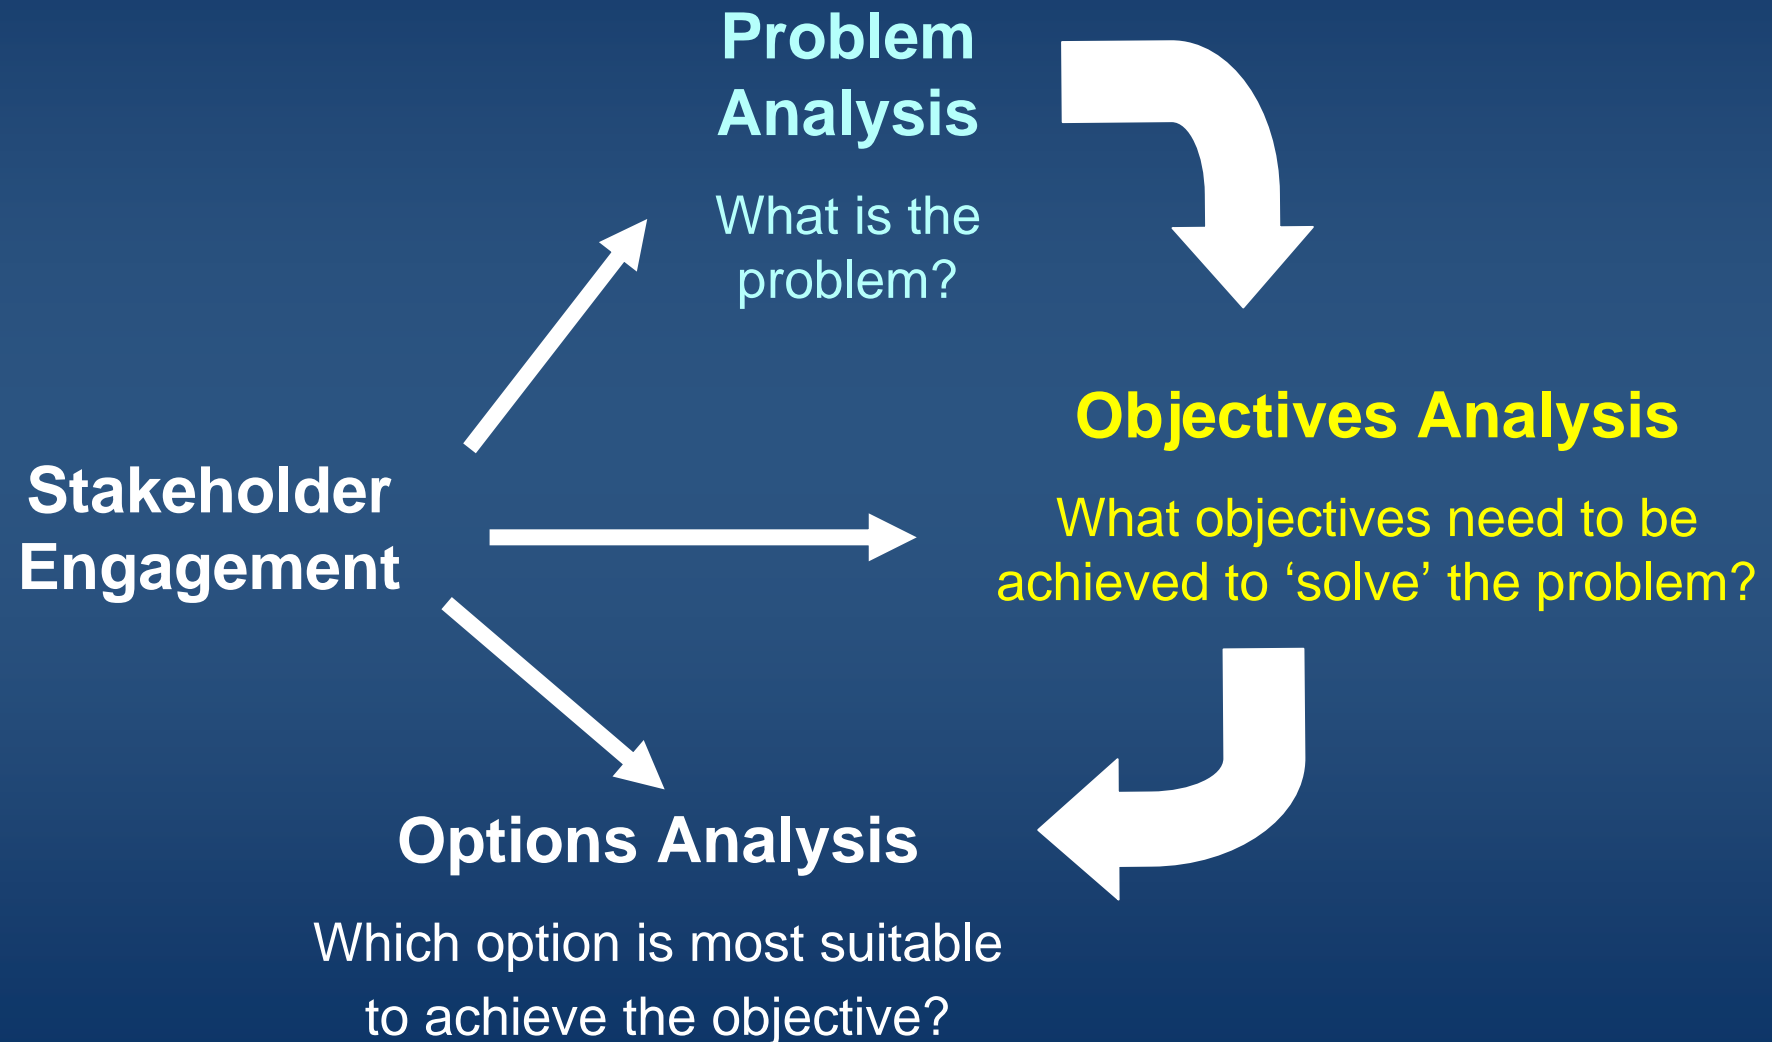 Problem
Analysis
What is the
problem?
Objectives Analysis
What objectives need to be
achieved to ‘solve’ the problem?
Stakeholder
Engagement
Options Analysis
Which option is most suitable
to achieve the objective?